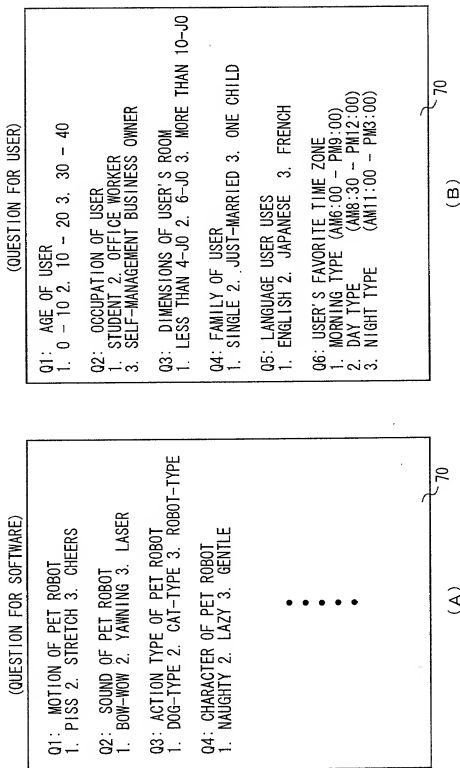 (QUESTION FOR SOFTWARE)
Q1: MOTION OF PET ROBOT
1. PISS 2. STRETCH 3. CHEERS
Q2: SOUND OF PET ROBOT
1. BOW-WOW 2. YAWNING 3. LASER
Q3: ACTION TYPE OF PET ROBOT
1. DOG-TYPE 2. CAT-TYPE 3. ROBOT-TYPE
Q4: CHARACTER OF PET ROBOT
1. NAUGHTY 2. LAZY 3. GENTLE
• • • • •
70
(A)
(QUESTION FOR USER)
Q1: AGE OF USER
1. 0 - 10 2. 10 - 20 3. 30 - 40
Q2: OCCUPATION OF USER
1. STUDENT 2. OFFICE WORKER
3. SELF-MANAGEMENT BUSINESS OWNER
Q3: DIMENSIONS OF USER'S ROOM
1. LESS THAN 4-JO 2. 6-JO 3. MORE THAN 10-JO
Q4: FAMILY OF USER
1. SINGLE 2. JUST-MARRIED 3. ONE CHILD
Q5: LANGUAGE USER USES
1. ENGLISH 2. JAPANESE 3. FRENCH
Q6: USER'S FAVORITE TIME ZONE
1. MORNING TYPE (AM6:00 - PM9:00)
2. DAY TYPE (AM8:30 - PM12:00)
3. NIGHT TYPE (AM11:00 - PM3:00)
70
(B)